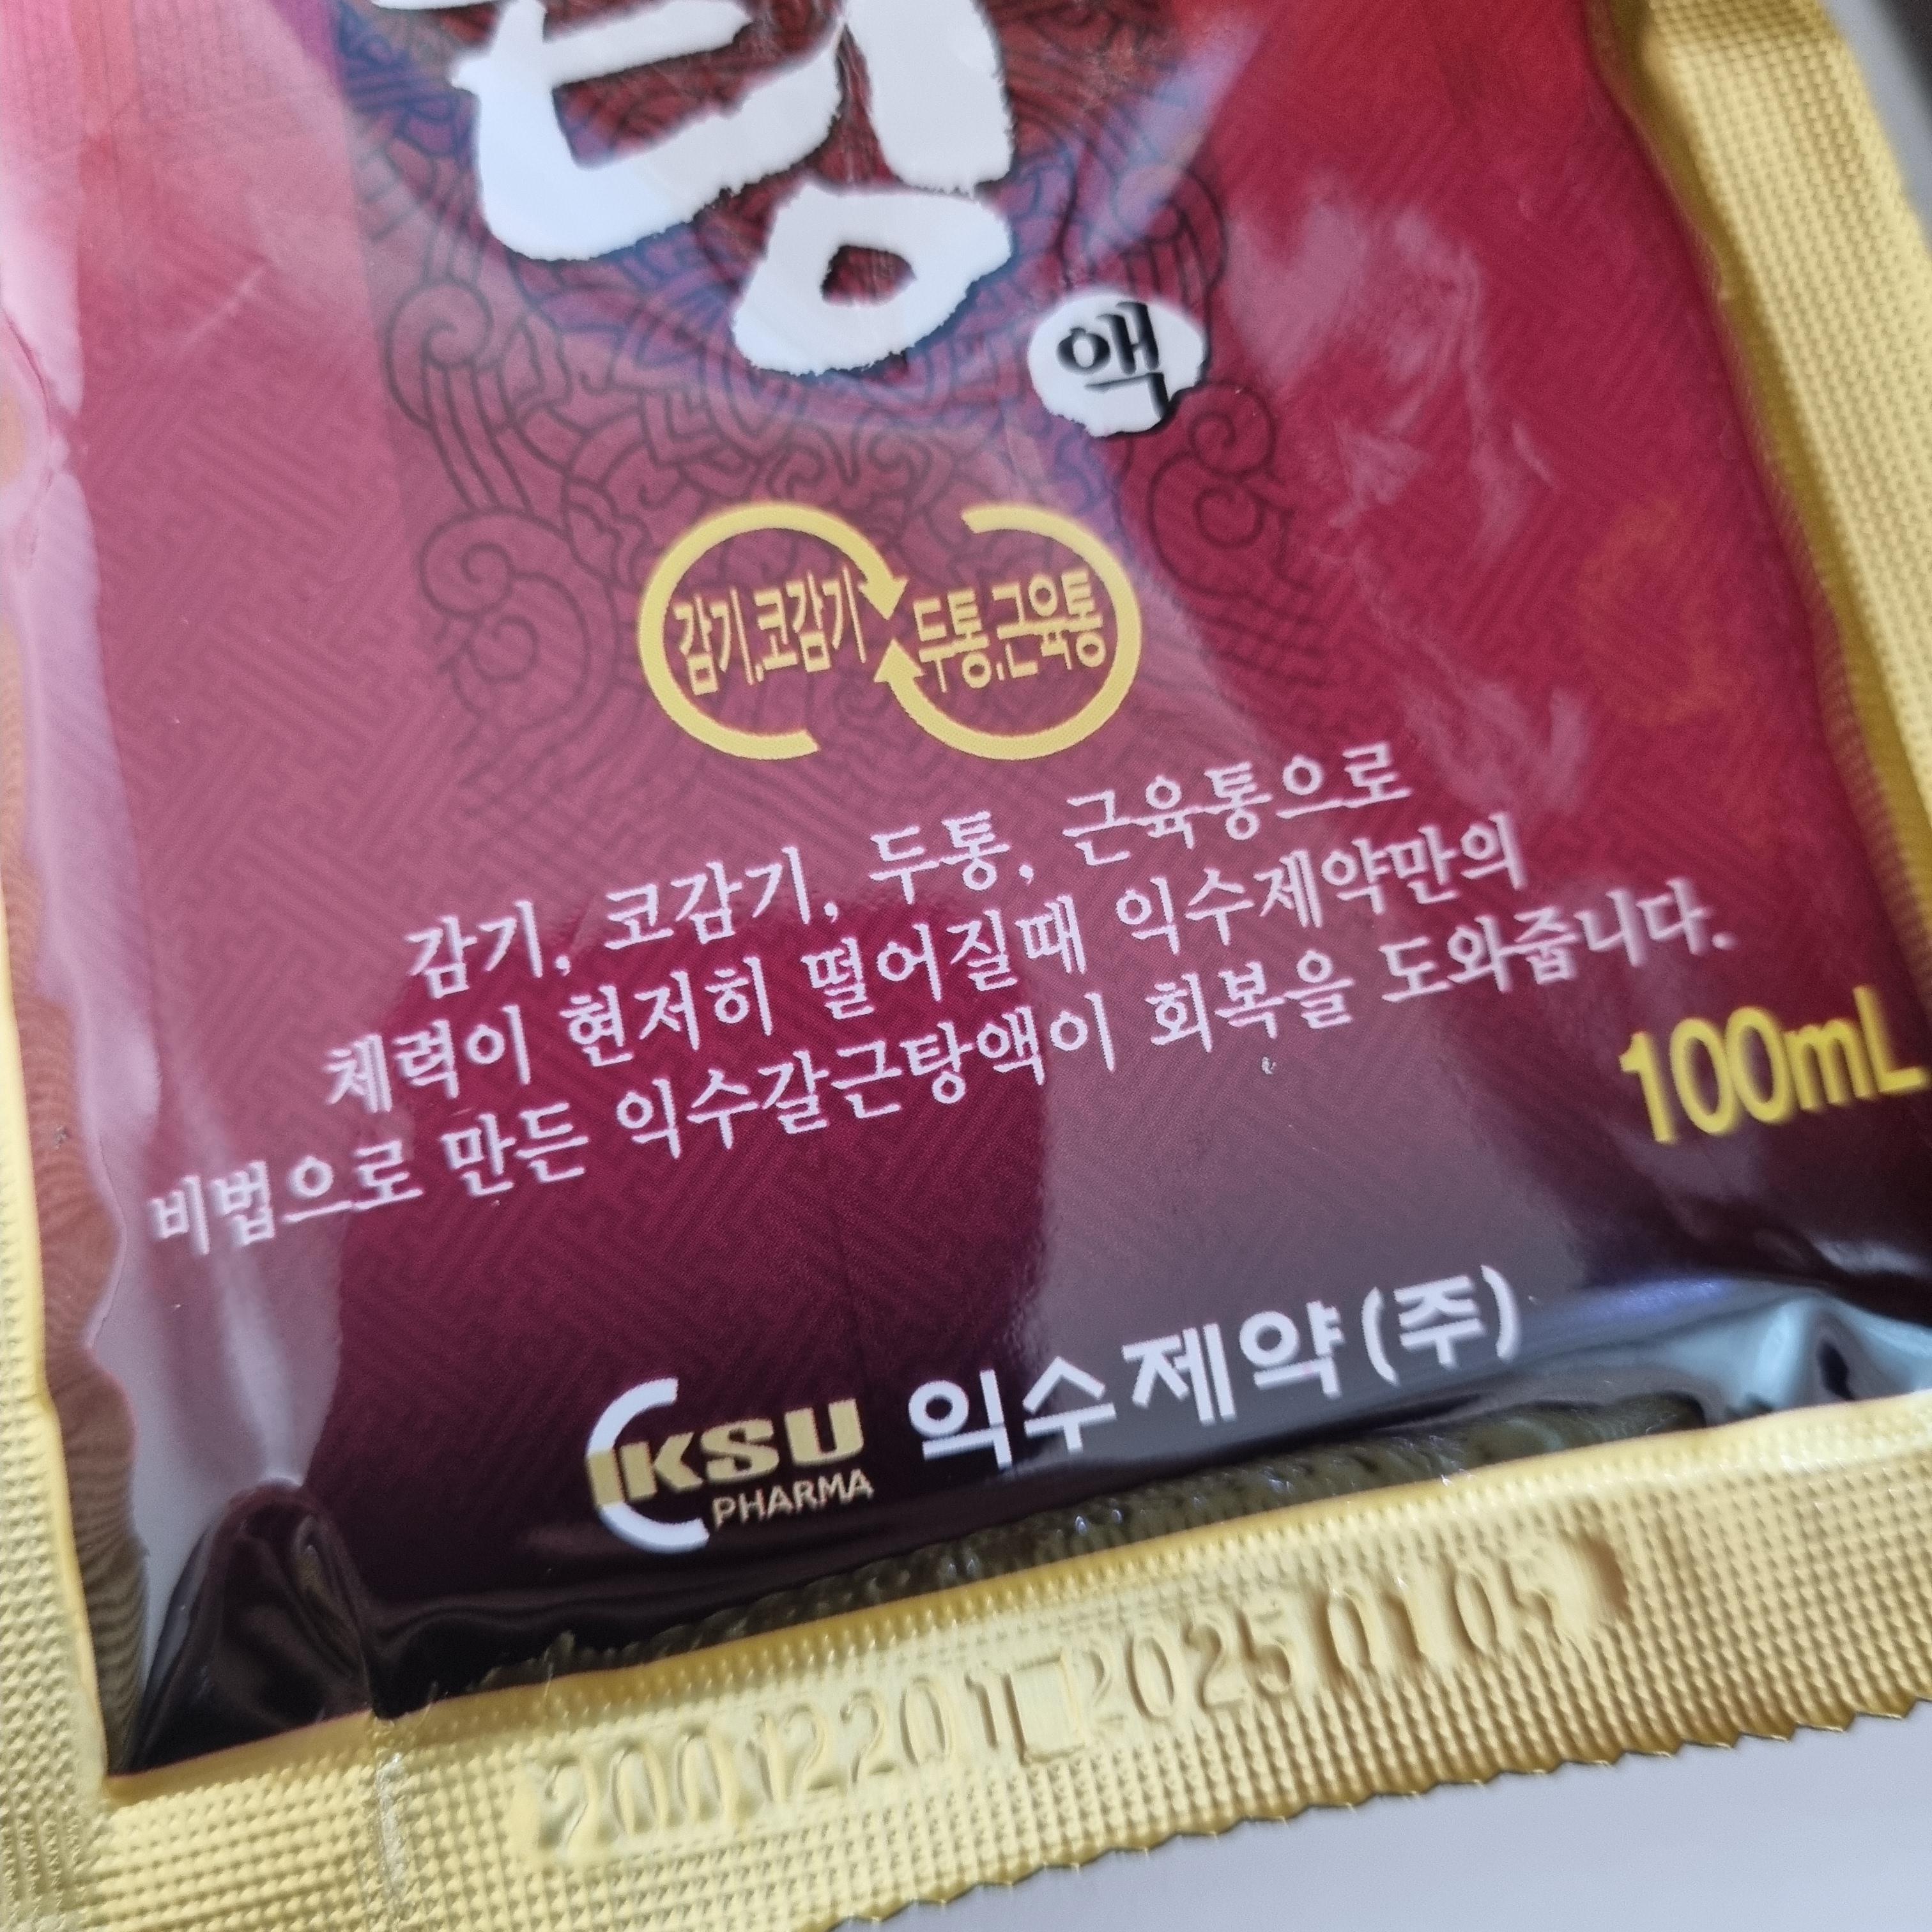 탕
액
감기,코감기 두통,근육통
감기, 코감기, 두통, 근육통으로
체력이 현저히 떨어질때 익수제약만의
비법으로 만든 익수갈근탕액이 회복을 도와줍니다.
100mL
IKSU PHARMA 익수제약(주)
2025 01 05